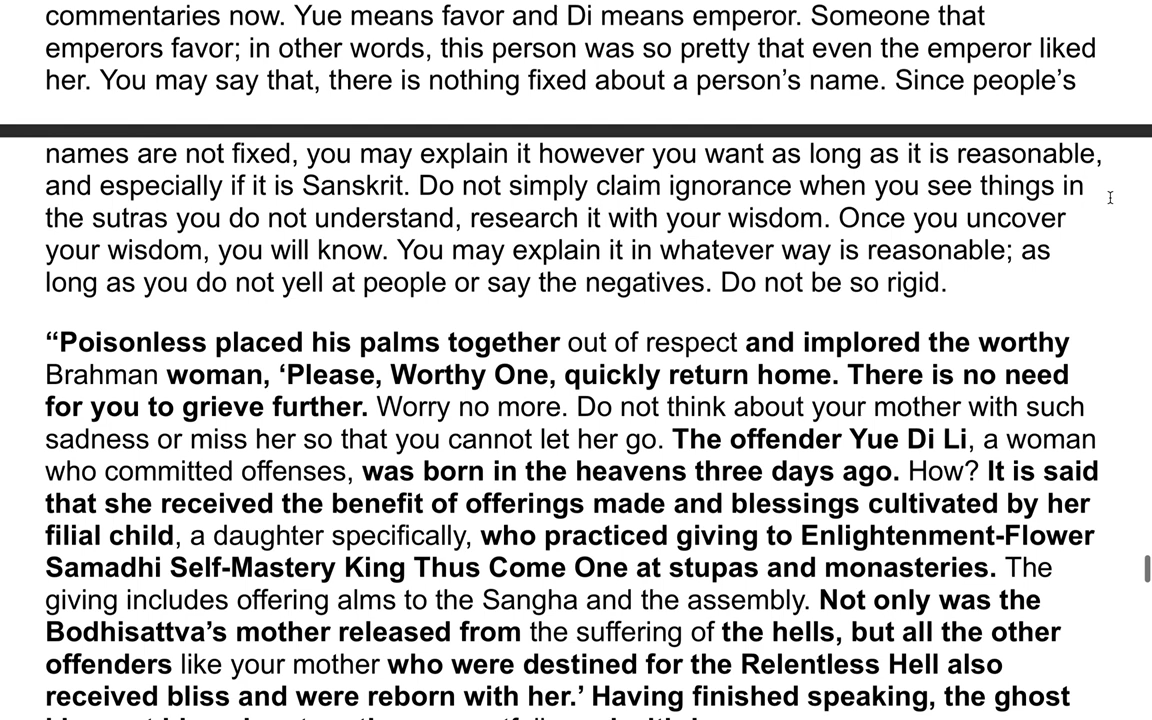 commentaries now. Yue means favor and Di means emperor. Someone that
emperors favor; in other words, this person was so pretty that even the emperor liked
her. You may say that, there is nothing fixed about a person’s name. Since people’s
names are not fixed, you may explain it however you want as long as it is reasonable,
and especially if it is Sanskrit. Do not simply claim ignorance when you see things in
the sutras you do not understand, research it with your wisdom. Once you uncover
your wisdom, you will know. You may explain it in whatever way is reasonable; as
long as you do not yell at people or say the negatives. Do not be so rigid.
“Poisonless placed his palms together out of respect and implored the worthy
Brahman woman, ‘Please, Worthy One, quickly return home. There is no need
for you to grieve further. Worry no more. Do not think about your mother with such
sadness or miss her so that you cannot let her go. The offender Yue Di Li, a woman
who committed offenses, was born in the heavens three days ago. How? It is said
that she received the benefit of offerings made and blessings cultivated by her
filial child, a daughter specifically, who practiced giving to Enlightenment-Flower
Samadhi Self-Mastery King Thus Come One at stupas and monasteries. The
giving includes offering alms to the Sangha and the assembly. Not only was the
Bodhisattva’s mother released from the suffering of the hells, but all the other
offenders like your mother who were destined for the Relentless Hell also
received bliss and were reborn with her.’ Having finished speaking, the ghost